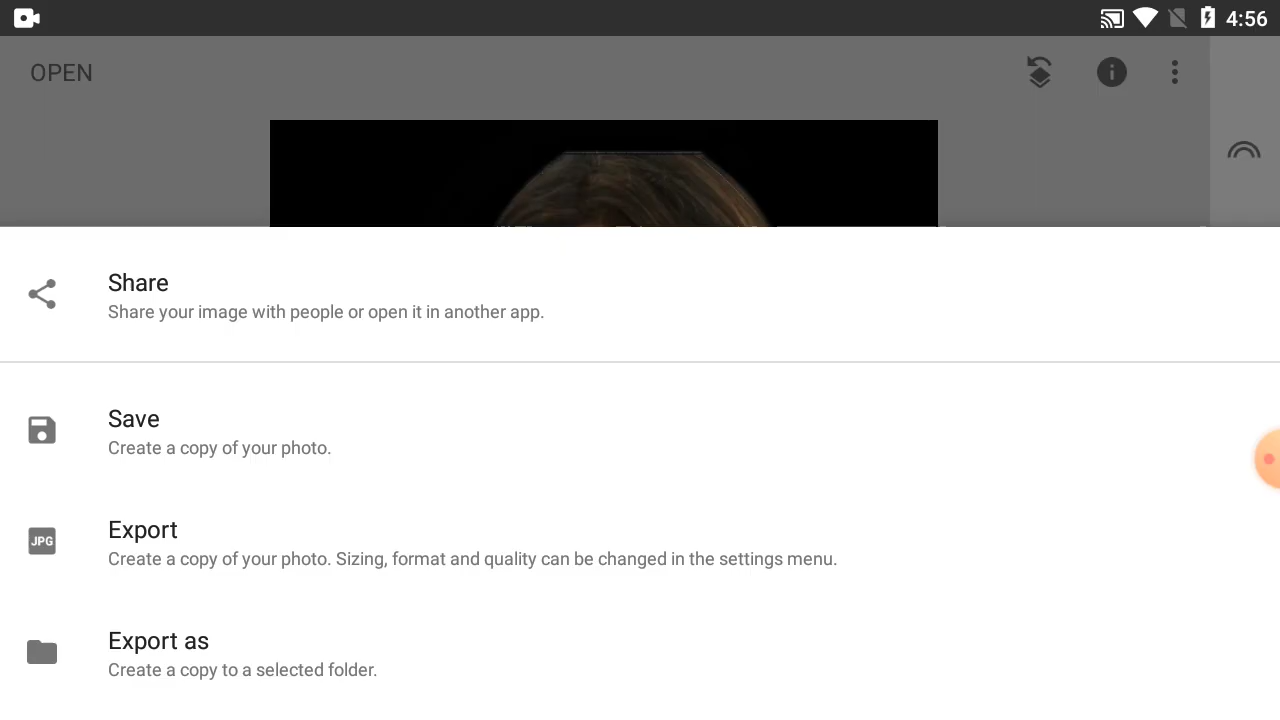 4:56
OPEN
Share
Share your image with people or open it in another app.
Save
Create a copy of your photo.
JPG
Export
Create a copy of your photo. Sizing, format and quality can be changed in the settings menu.
Export as
Create a copy to a selected folder.